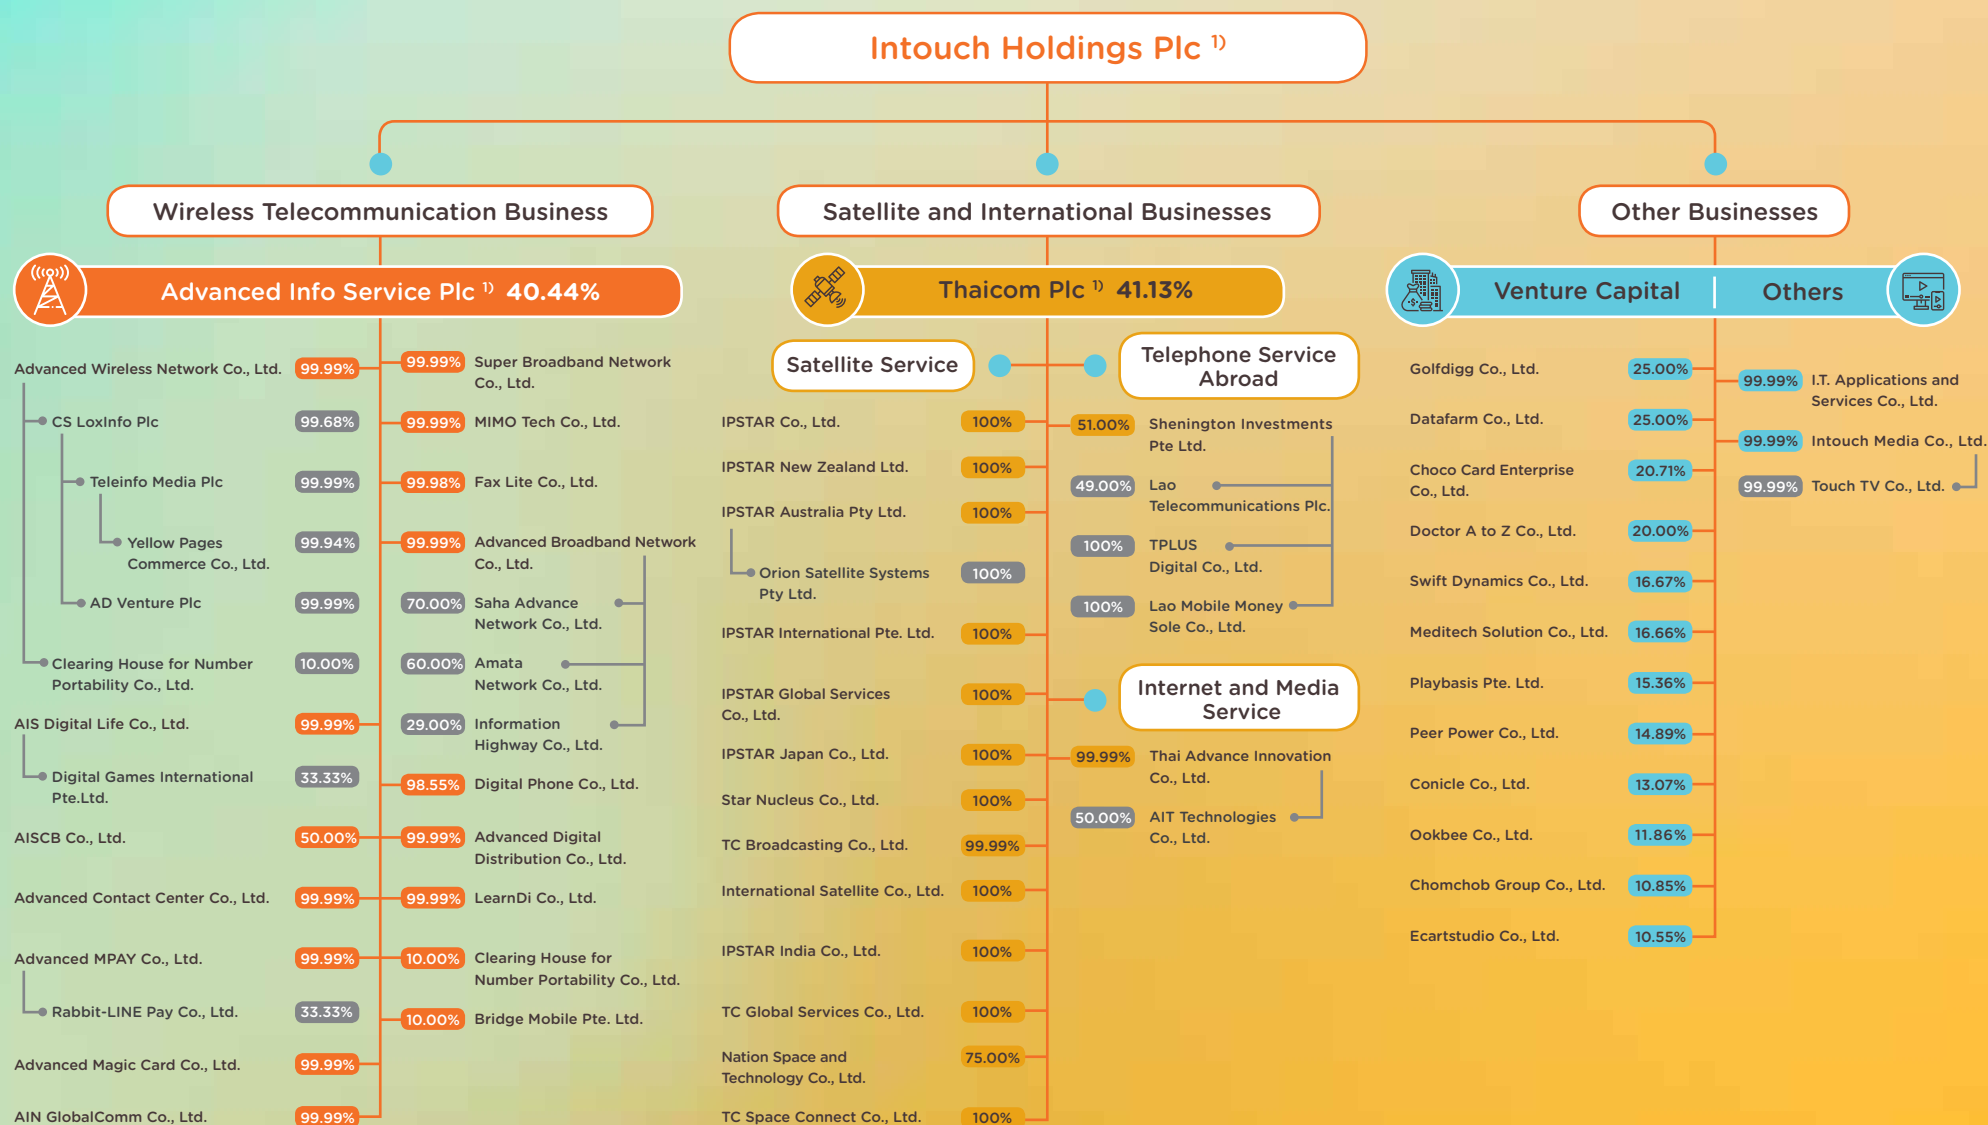 Intouch Holdings Plc 1)
Wireless Telecommunication Business
Advanced Info Service Plc 1) 40.44%
Advanced Wireless Network Co., Ltd. 99.99%
CS LoxInfo Plc 99.68%
Teleinfo Media Plc 99.99%
Yellow Pages 99.94%
Commerce Co., Ltd.
AD Venture Plc 99.99%
Clearing House for Number 10.00%
Portability Co., Ltd.
AIS Digital Life Co., Ltd. 99.99%
Digital Games International 33.33%
Pte.Ltd.
AISCB Co., Ltd. 50.00%
Advanced Contact Center Co., Ltd. 99.99%
Advanced MPAY Co., Ltd. 99.99%
Rabbit-LINE Pay Co., Ltd. 33.33%
Advanced Magic Card Co., Ltd. 99.99%
AIN GlobalComm Co., Ltd. 99.99%
99.99% Super Broadband Network
Co., Ltd.
99.99% MIMO Tech Co., Ltd.
99.98% Fax Lite Co., Ltd.
99.99% Advanced Broadband Network
Co., Ltd.
70.00% Saha Advance
Network Co., Ltd.
60.00% Amata
Network Co., Ltd.
29.00% Information
Highway Co., Ltd.
98.55% Digital Phone Co., Ltd.
99.99% Advanced Digital
Distribution Co., Ltd.
99.99% LearnDi Co., Ltd.
10.00% Clearing House for
Number Portability Co., Ltd.
10.00% Bridge Mobile Pte. Ltd.
Satellite and International Businesses
Thaicom Plc 1) 41.13%
Satellite Service
IPSTAR Co., Ltd. 100%
IPSTAR New Zealand Ltd. 100%
IPSTAR Australia Pty Ltd. 100%
Orion Satellite Systems 100%
Pty Ltd.
IPSTAR International Pte. Ltd. 100%
IPSTAR Global Services 100%
Co., Ltd.
IPSTAR Japan Co., Ltd. 100%
Star Nucleus Co., Ltd. 100%
TC Broadcasting Co., Ltd. 99.99%
International Satellite Co., Ltd. 100%
IPSTAR India Co., Ltd. 100%
TC Global Services Co., Ltd. 100%
Nation Space and 75.00%
Technology Co., Ltd.
TC Space Connect Co., Ltd. 100%
Telephone Service
Abroad
51.00% Shenington Investments
Pte Ltd.
49.00% Lao
Telecommunications Plc.
100% TPLUS
Digital Co., Ltd.
100% Lao Mobile Money
Sole Co., Ltd.
Internet and Media
Service
99.99% Thai Advance Innovation
Co., Ltd.
50.00% AIT Technologies
Co., Ltd.
Other Businesses
Venture Capital
Others
Golfdigg Co., Ltd. 25.00%
Datafarm Co., Ltd. 25.00%
Choco Card Enterprise 20.71%
Co., Ltd.
Doctor A to Z Co., Ltd. 20.00%
Swift Dynamics Co., Ltd. 16.67%
Meditech Solution Co., Ltd. 16.66%
Playbasis Pte. Ltd. 15.36%
Peer Power Co., Ltd. 14.89%
Conicle Co., Ltd. 13.07%
Ookbee Co., Ltd. 11.86%
Chomchob Group Co., Ltd. 10.85%
Ecartstudio Co., Ltd. 10.55%
99.99% I.T. Applications and
Services Co., Ltd.
99.99% Intouch Media Co., Ltd.
99.99% Touch TV Co., Ltd.